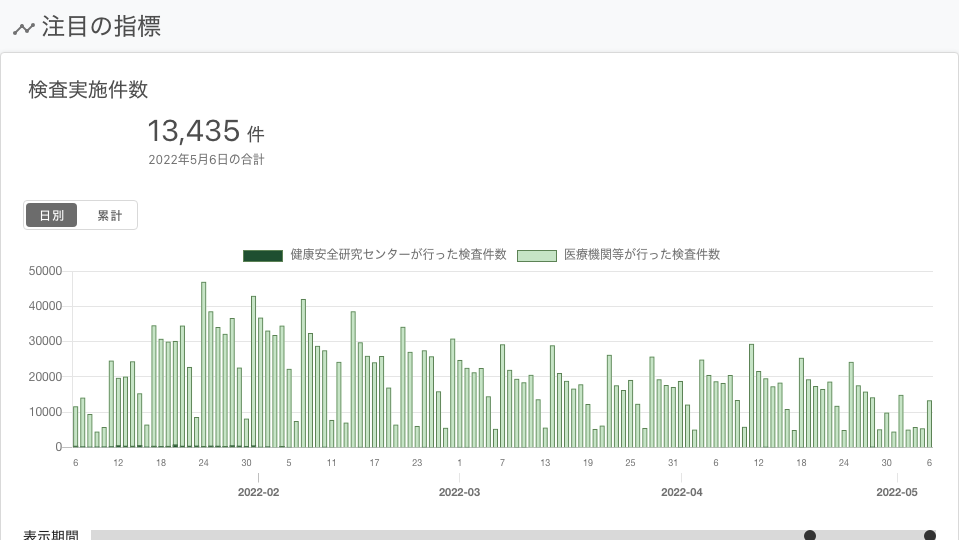 注目の指標
検査実施件数
13,435 件
2022年5月6日の合計
日別 累計
健康安全研究センターが行った検査件数 医療機関等が行った検査件数
50000
40000
30000
20000
10000
0
6 12 18 24 30 5 11 17 23 1 7 13 19 25 31 6 12 18 24 30 6
2022-02 2022-03 2022-04 2022-05
表示期間